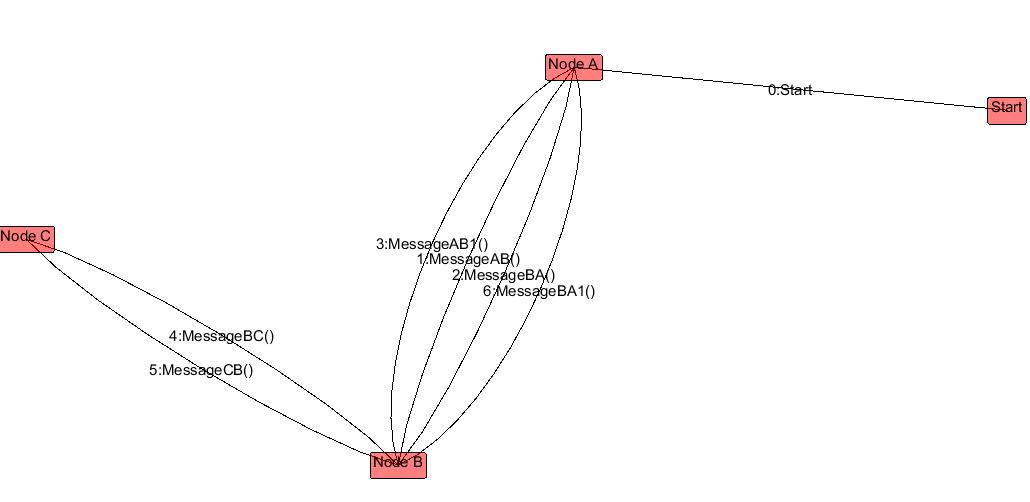 Node A
0:Start
Start
Node C
3:MessageAB1()
1:MessageAB()
2:MessageBA()
6:MessageBA1()
4:MessageBC()
5:MessageCB()
Node B